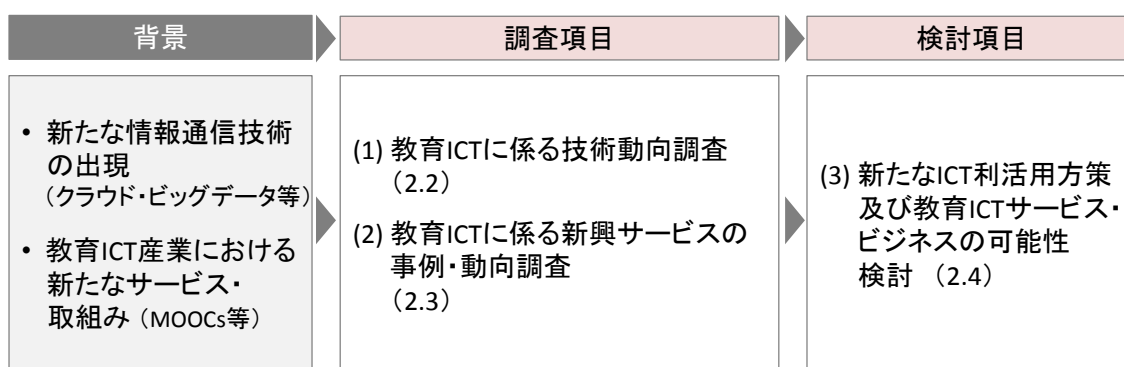 背景
調査項目
検討項目
• 新たな情報通信技術
の出現
（クラウド・ビッグデータ等）
• 教育ICT産業における
新たなサービス・
取組み（MOOCs等）
(1) 教育ICTに係る技術動向調査
（2.2）
(2) 教育ICTに係る新興サービスの
事例・動向調査
（2.3）
(3) 新たなICT利活用方策
及び教育ICTサービス・
ビジネスの可能性
検討 （2.4）